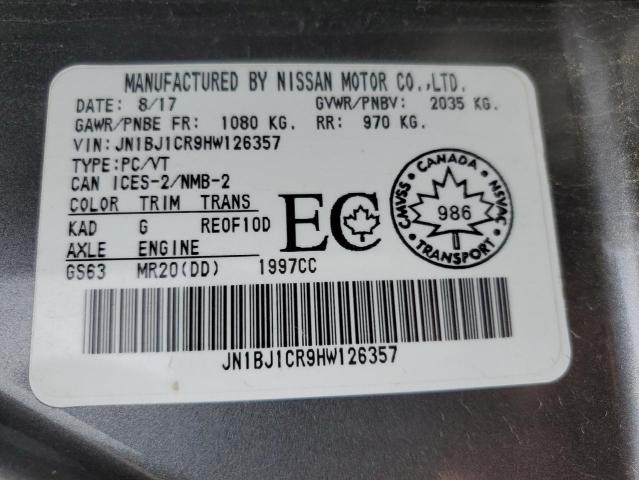 MANUFACTURED BY NISSAN MOTOR CO.,LTD.
DATE: 8/17 GVWR/PNBV: 2035 KG.
GAWR/PNBE FR: 1080 KG. RR: 970 KG.
VIN: JN1BJ1CR9HW126357
TYPE:PC/VT
CAN ICES-2/NMB-2
COLOR TRIM TRANS
KAD G RE0F10D
AXLE ENGINE
GS63 MR20(DD) 1997CC
EC
CANADA
CMVSS NSVAC
986
TRANSPORT
JN1BJ1CR9HW126357